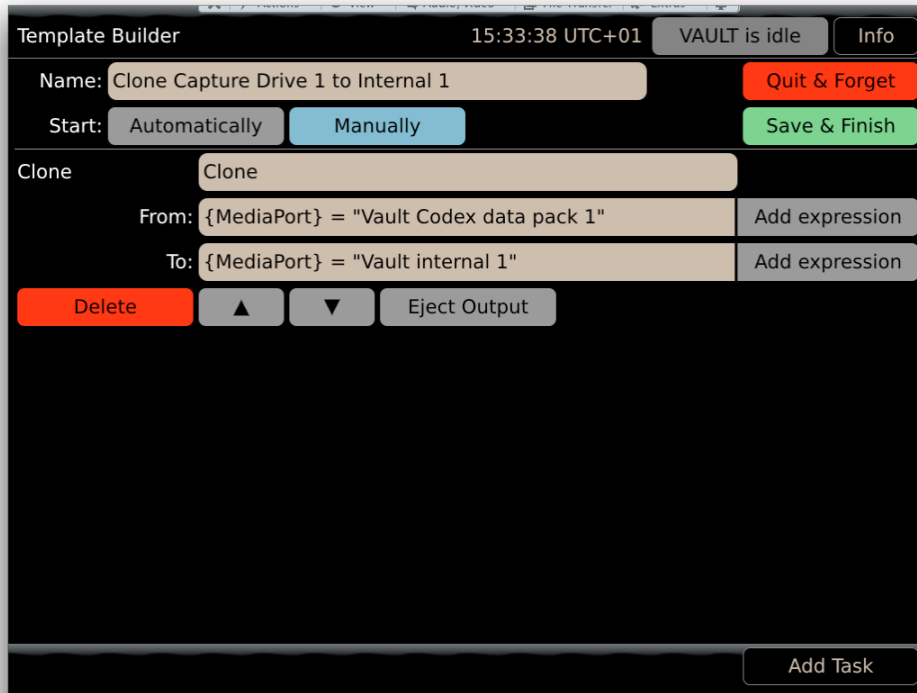 Template Builder 15:33:38 UTC+01 VAULT is idle Info
Name: Clone Capture Drive 1 to Internal 1 Quit & Forget
Start: Automatically Manually Save & Finish
Clone Clone
From: {MediaPort} = "Vault Codex data pack 1" Add expression
To: {MediaPort} = "Vault internal 1" Add expression
Delete ▲ ▼ Eject Output
Add Task